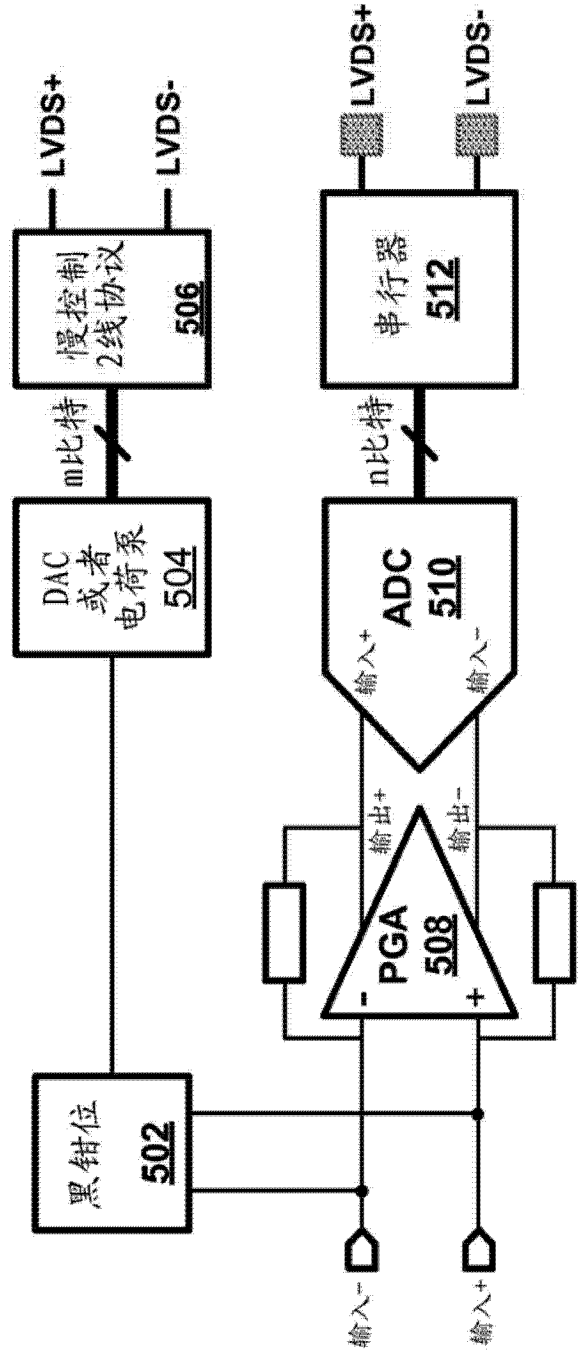 黑钳位
502
DAC
或者
电荷泵
504
m比特
慢控制
2线协议
506
LVDS+
LVDS-
输入-
输入+
-
+
PGA
508
输出+
输出-
输入+
输入-
ADC
510
n比特
串行器
512
LVDS+
LVDS-